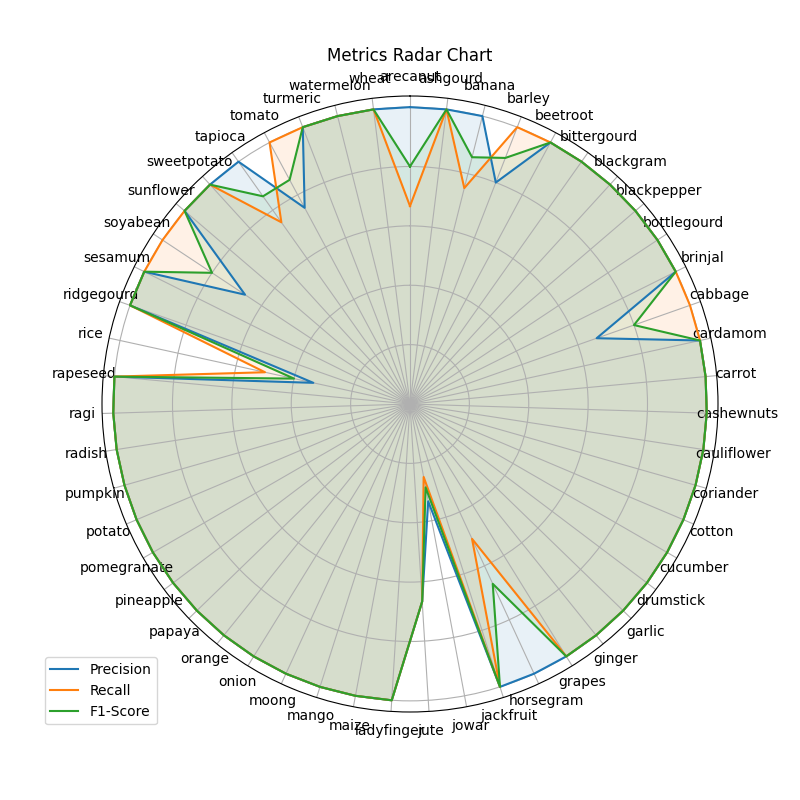 Metrics Radar Chart
arecanut
ashgourd
banana
barley
beetroot
bittergourd
blackgram
blackpepper
bottlegourd
brinjal
cabbage
cardamom
carrot
cashewnuts
cauliflower
coriander
cotton
cucumber
drumstick
garlic
ginger
grapes
horsegram
jackfruit
jowar
jute
ladyfinger
maize
mango
moong
onion
orange
papaya
pineapple
pomegranate
potato
pumpkin
radish
ragi
rapeseed
rice
ridgegourd
sesamum
soyabean
sunflower
sweetpotato
tapioca
tomato
turmeric
watermelon
wheat
Precision
Recall
F1-Score